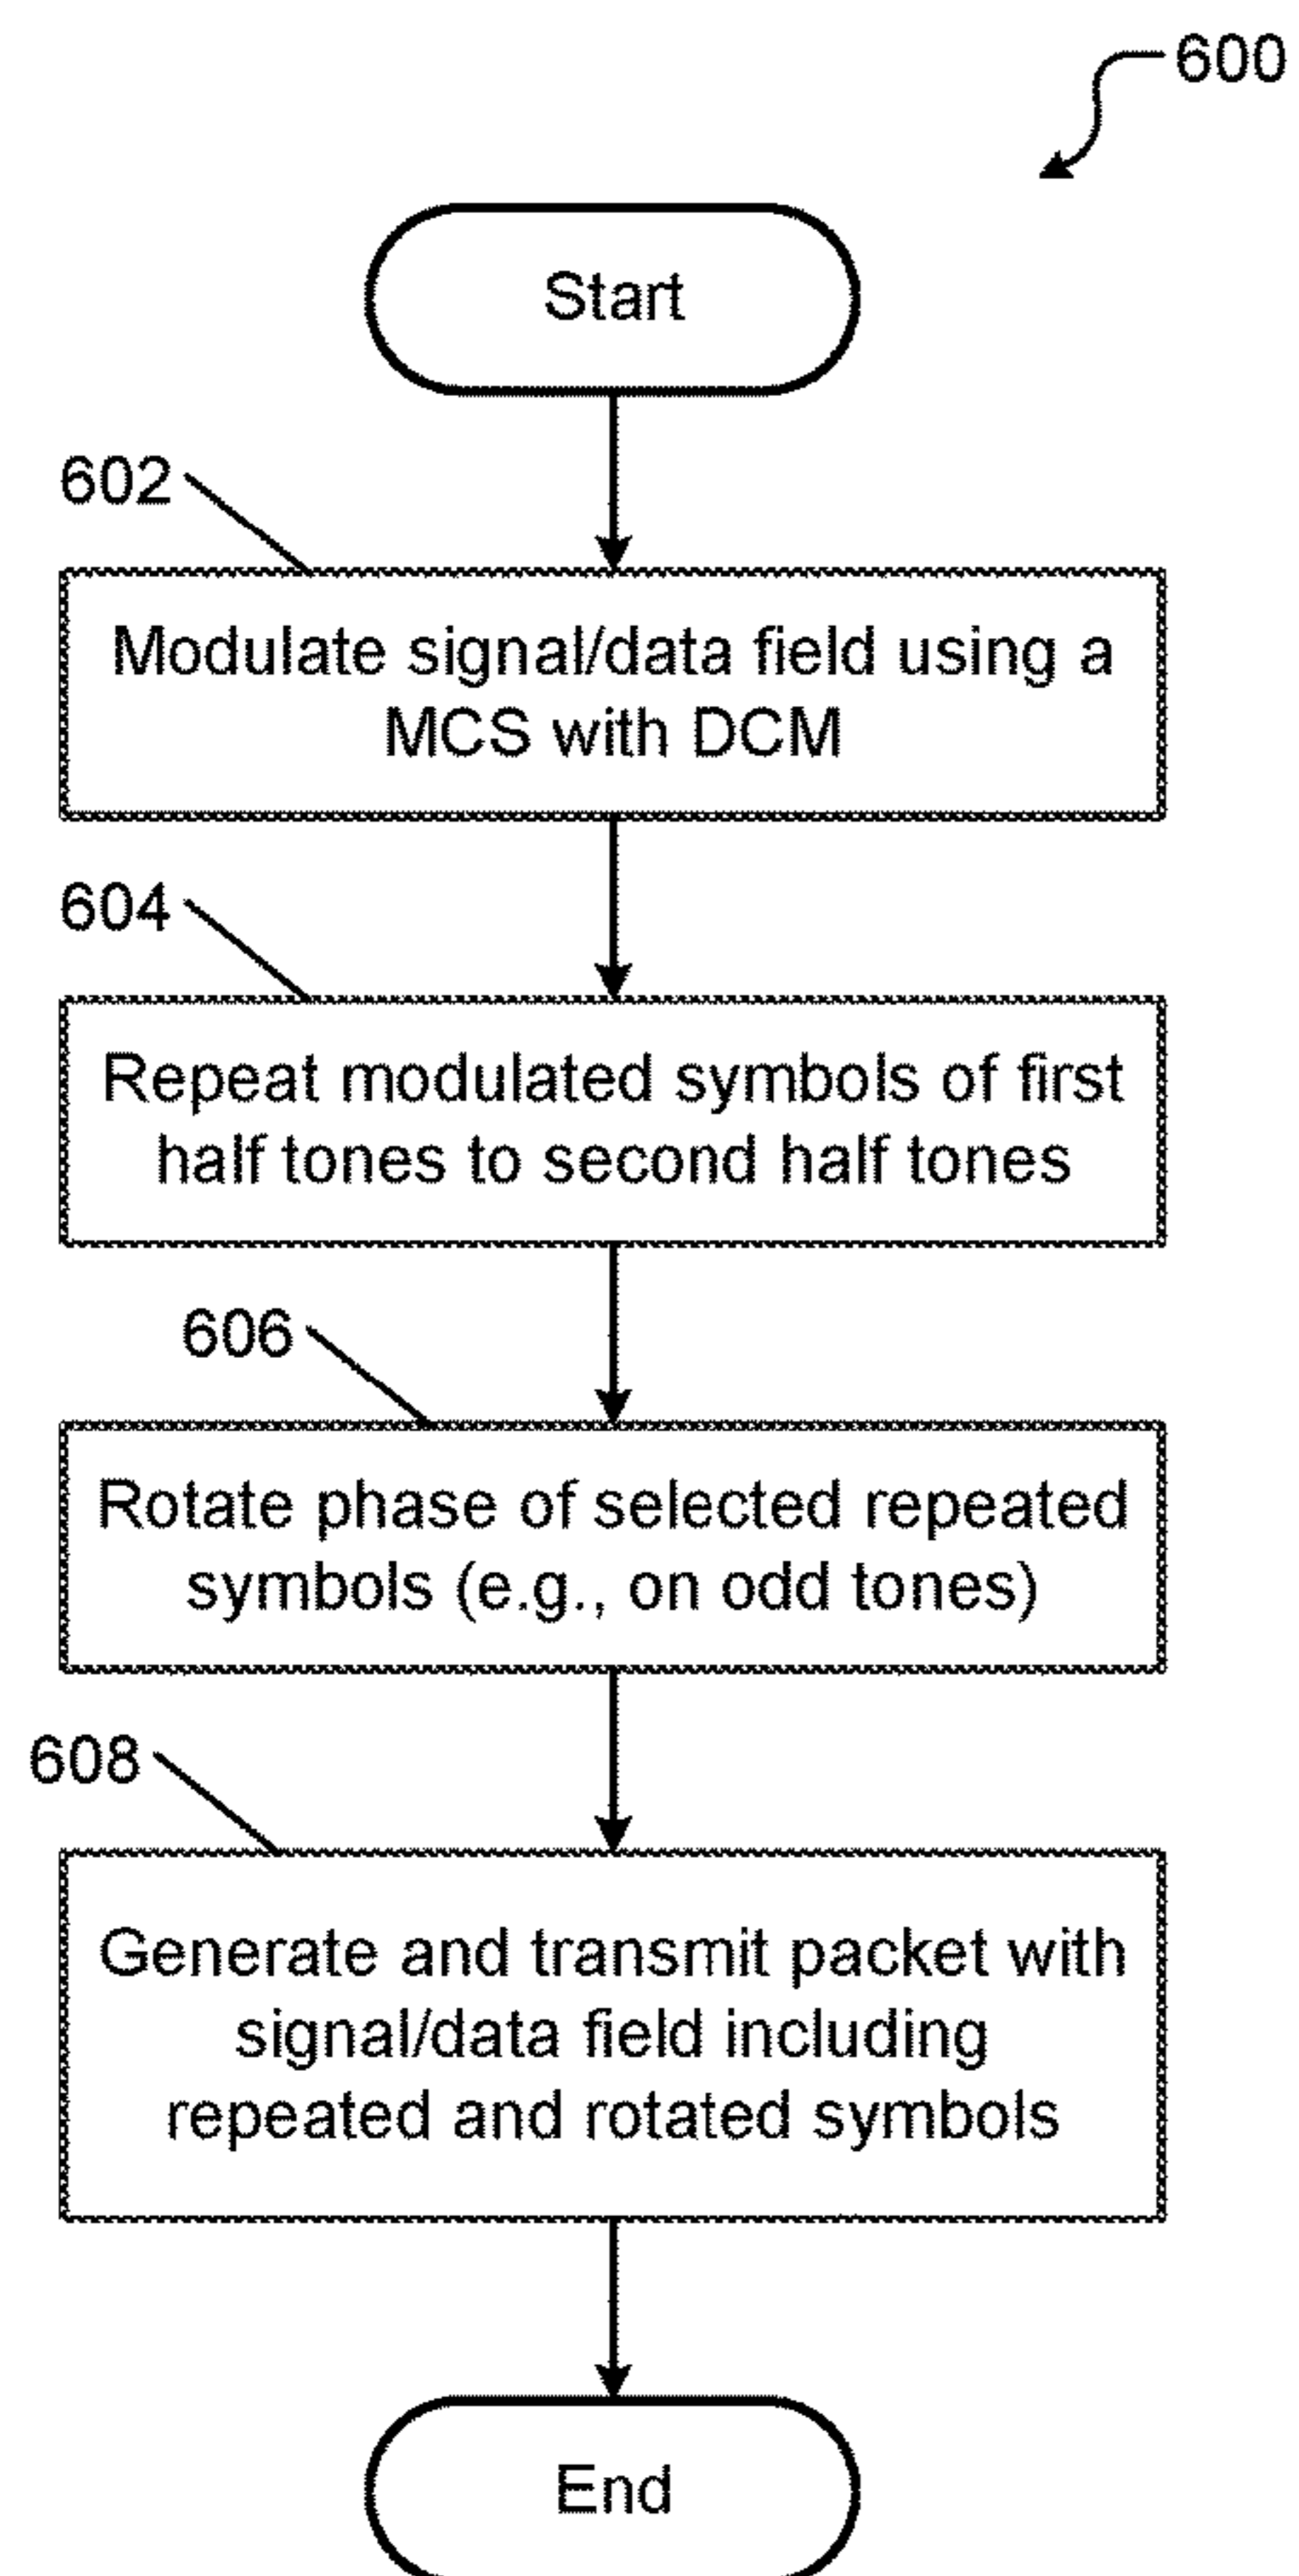 600
Start
602
Modulate signal/data field using a
MCS with DCM
604
Repeat modulated symbols of first
half tones to second half tones
606
Rotate phase of selected repeated
symbols (e.g., on odd tones)
608
Generate and transmit packet with
signal/data field including
repeated and rotated symbols
End